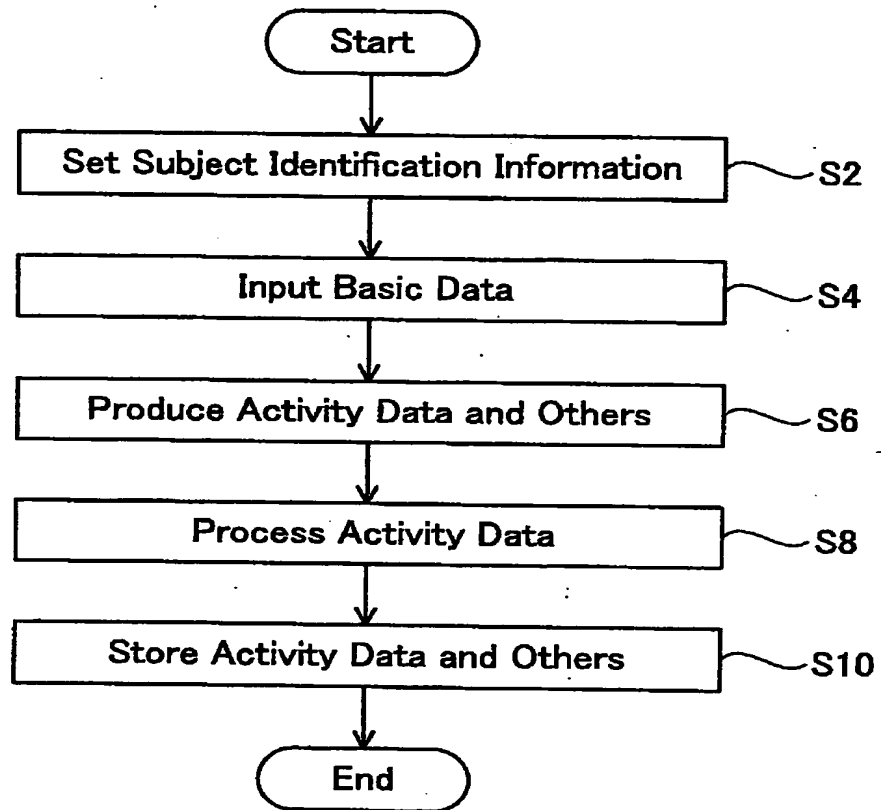 Start
Set Subject Identification Information S2
Input Basic Data S4
Produce Activity Data and Others S6
Process Activity Data S8
Store Activity Data and Others S10
End